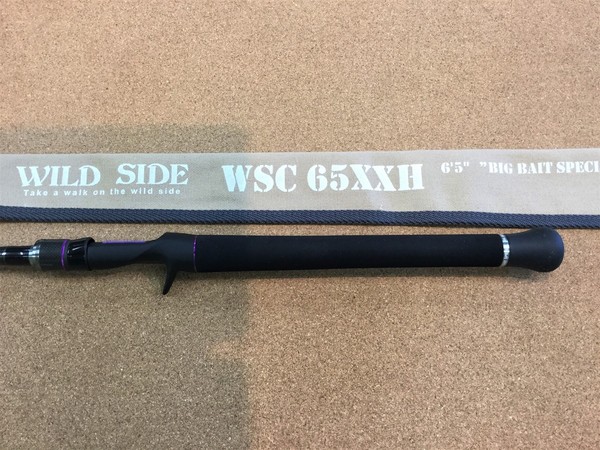 WILD SIDE
Take a walk on the wild side
WSC 65XXH
6'5" "BIG BAIT SPECI